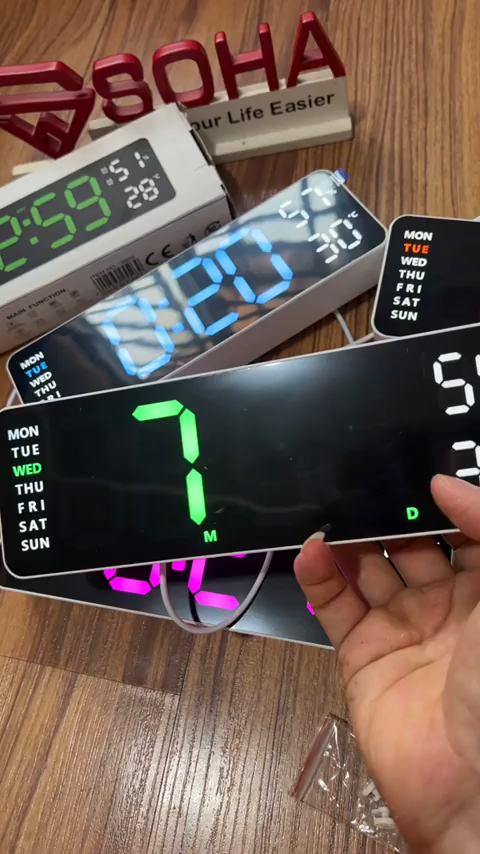 SOHA
our Life Easier
2:59
51
28°C
MAIN FUNCTION:
CE
0:20
30°C
MON
TUE
WED
THU
MON
TUE
WED
THU
FRI
SAT
SUN
MON
TUE
WED
THU
FRI
SAT
SUN
7
M
D